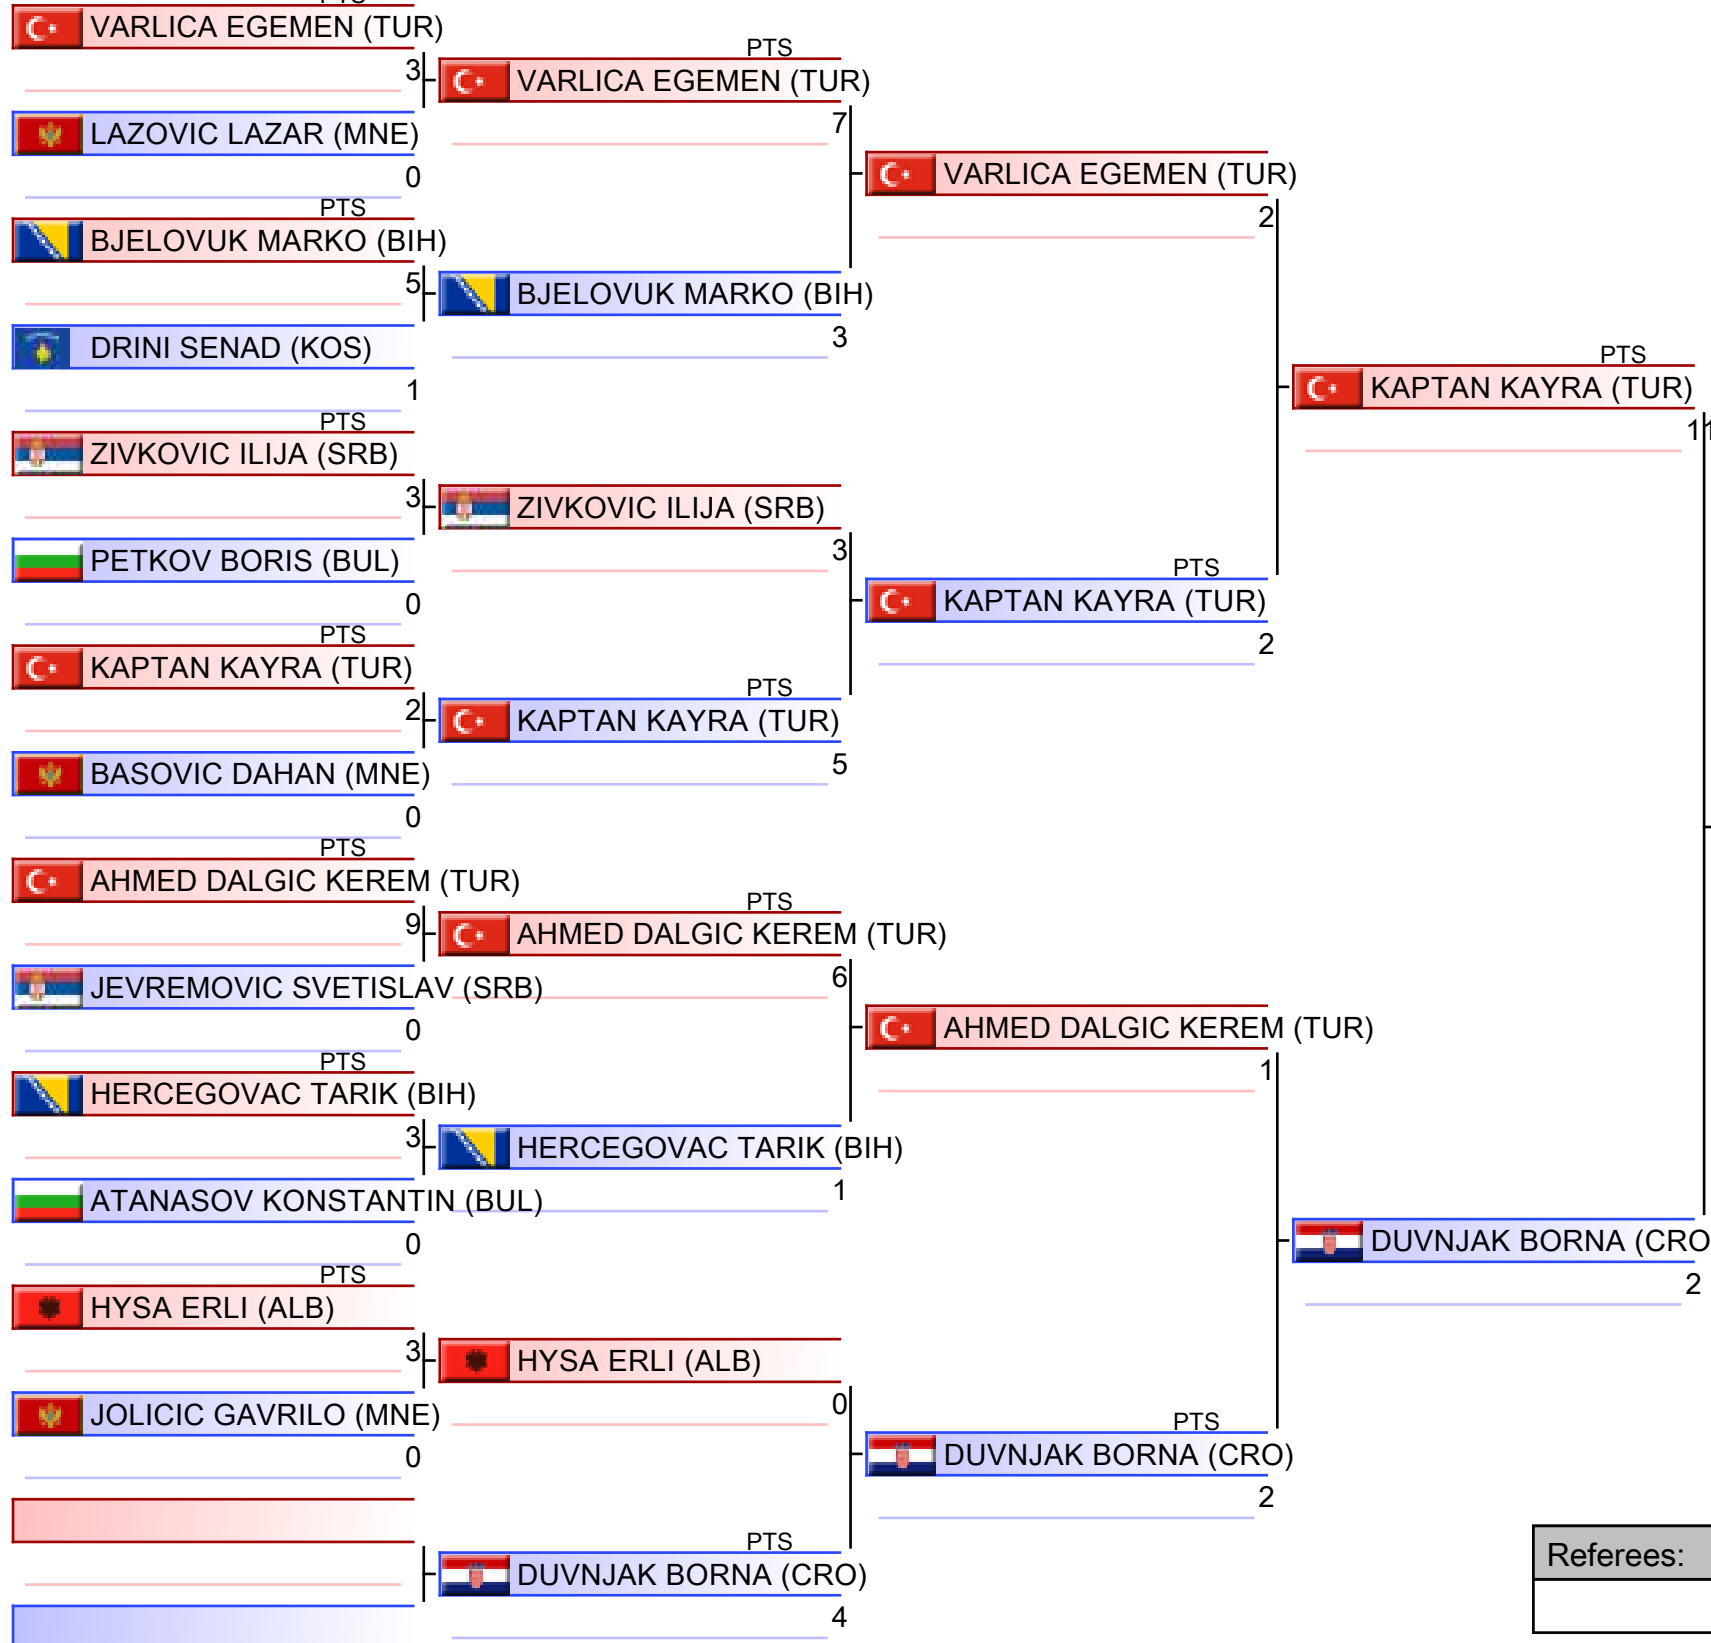 PTS
VARLICA EGEMEN (TUR)
3
LAZOVIC LAZAR (MNE)
0
PTS
BJELOVUK MARKO (BIH)
5
DRINI SENAD (KOS)
1
PTS
ZIVKOVIC ILIJA (SRB)
3
PETKOV BORIS (BUL)
0
PTS
KAPTAN KAYRA (TUR)
2
BASOVIC DAHAN (MNE)
0
PTS
AHMED DALGIC KEREM (TUR)
9
JEVREMOVIC SVETISLAV (SRB)
0
PTS
HERCEGOVAC TARIK (BIH)
3
ATANASOV KONSTANTIN (BUL)
0
PTS
HYSA ERLI (ALB)
3
JOLICIC GAVRILO (MNE)
0
PTS
VARLICA EGEMEN (TUR)
7
BJELOVUK MARKO (BIH)
3
ZIVKOVIC ILIJA (SRB)
3
PTS
KAPTAN KAYRA (TUR)
5
PTS
AHMED DALGIC KEREM (TUR)
6
HERCEGOVAC TARIK (BIH)
1
HYSA ERLI (ALB)
0
PTS
DUVNJAK BORNA (CRO)
4
VARLICA EGEMEN (TUR)
2
PTS
KAPTAN KAYRA (TUR)
2
AHMED DALGIC KEREM (TUR)
1
PTS
DUVNJAK BORNA (CRO)
2
PTS
KAPTAN KAYRA (TUR)
11
DUVNJAK BORNA (CRO
2
Referees: